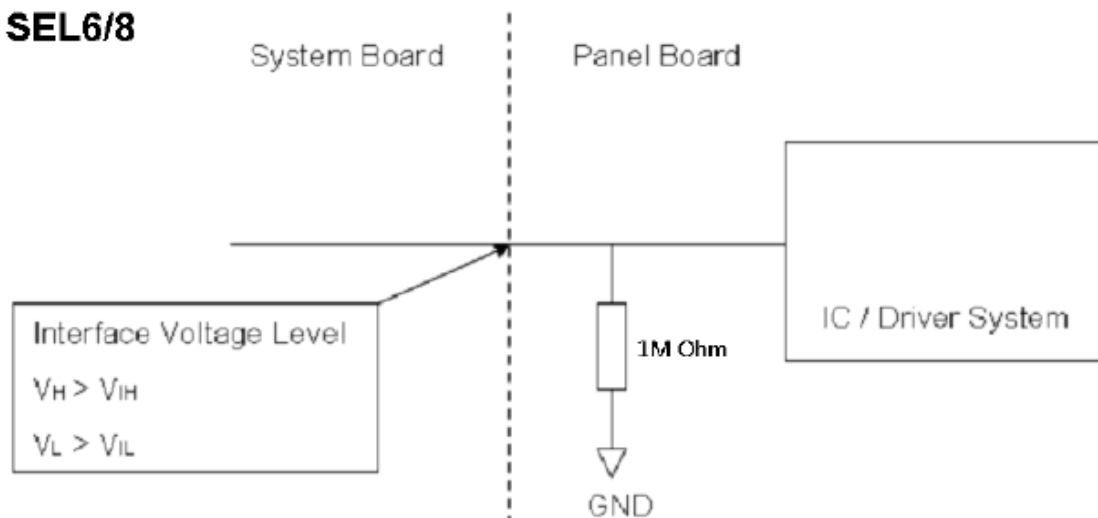 SEL6/8
System Board
Panel Board
Interface Voltage Level
VH > VIH
VL > VIL
1M Ohm
IC / Driver System
GND